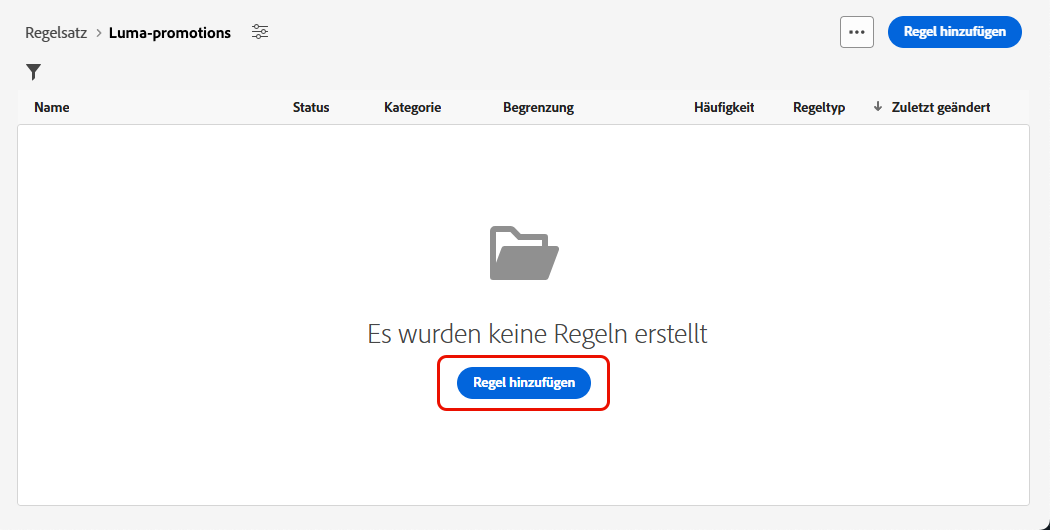 Regelsatz > Luma-promotions
Regel hinzufügen
Name Status Kategorie Begrenzung Häufigkeit Regeltyp Zuletzt geändert
Es wurden keine Regeln erstellt
Regel hinzufügen